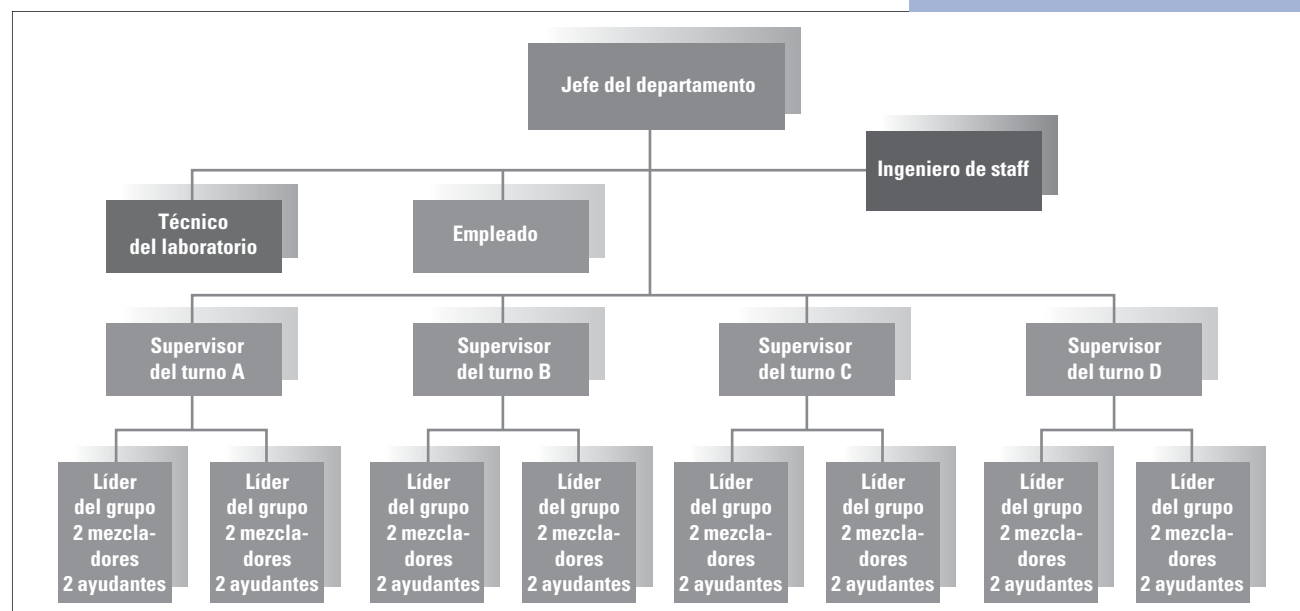 Jefe del departamento
Ingeniero de staff
Técnico
del laboratorio
Empleado
Supervisor
del turno A
Supervisor
del turno B
Supervisor
del turno C
Supervisor
del turno D
Líder
del grupo
2 mezcla-
dores
2 ayudantes
Líder
del grupo
2 mezcla-
dores
2 ayudantes
Líder
del grupo
2 mezcla-
dores
2 ayudantes
Líder
del grupo
2 mezcla-
dores
2 ayudantes
Líder
del grupo
2 mezcla-
dores
2 ayudantes
Líder
del grupo
2 mezcla-
dores
2 ayudantes
Líder
del grupo
2 mezcla-
dores
2 ayudantes
Líder
del grupo
2 mezcla-
dores
2 ayudantes